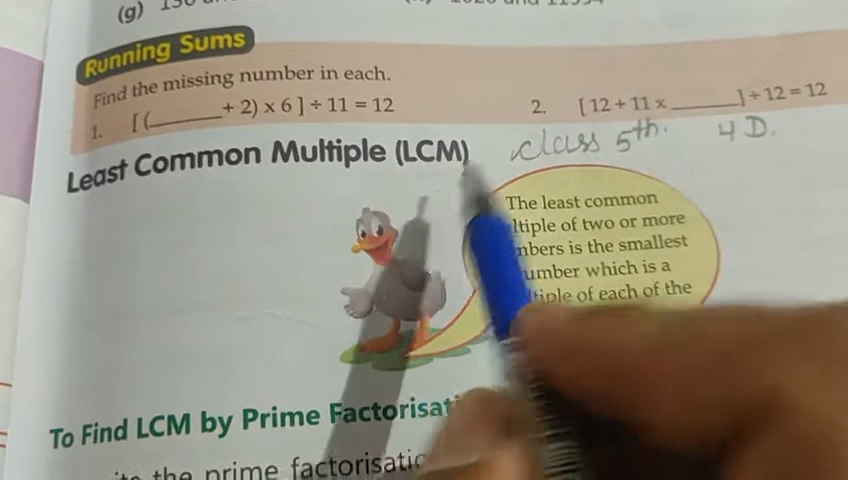 (g)
Running Sums
Find the missing number in each.
1. [(______ + 2) x 6 ] ÷ 11 = 12
2. [ 12 + 11 x ______] ÷ 12 = 12
Least Common Multiple (LCM)
class 5th. 4 D.
The least common
ltiple of two or more
nbers is the smallest
umber which is a
tiple of each of the
To Find LCM by Prime Factorisat
the prime factorisatic